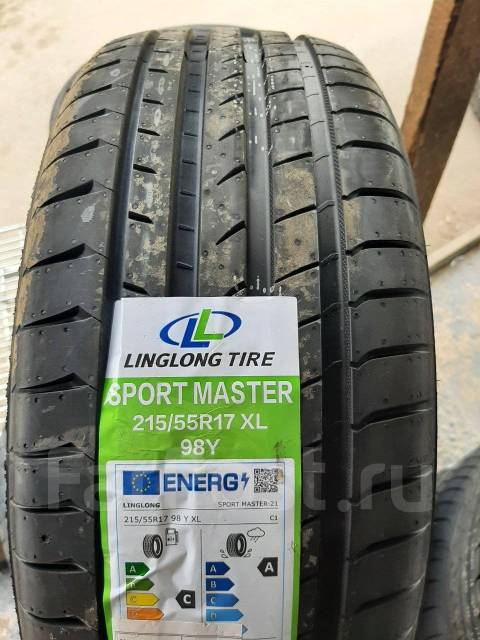 LINGLONG TIRE
SPORT MASTER
215/55R17 XL
98Y
ENERG
LINGLONG
SPORT MASTER-21
215/55R17 98 Y XL
C1
A
A
A
B
B
C
C
C
D
D